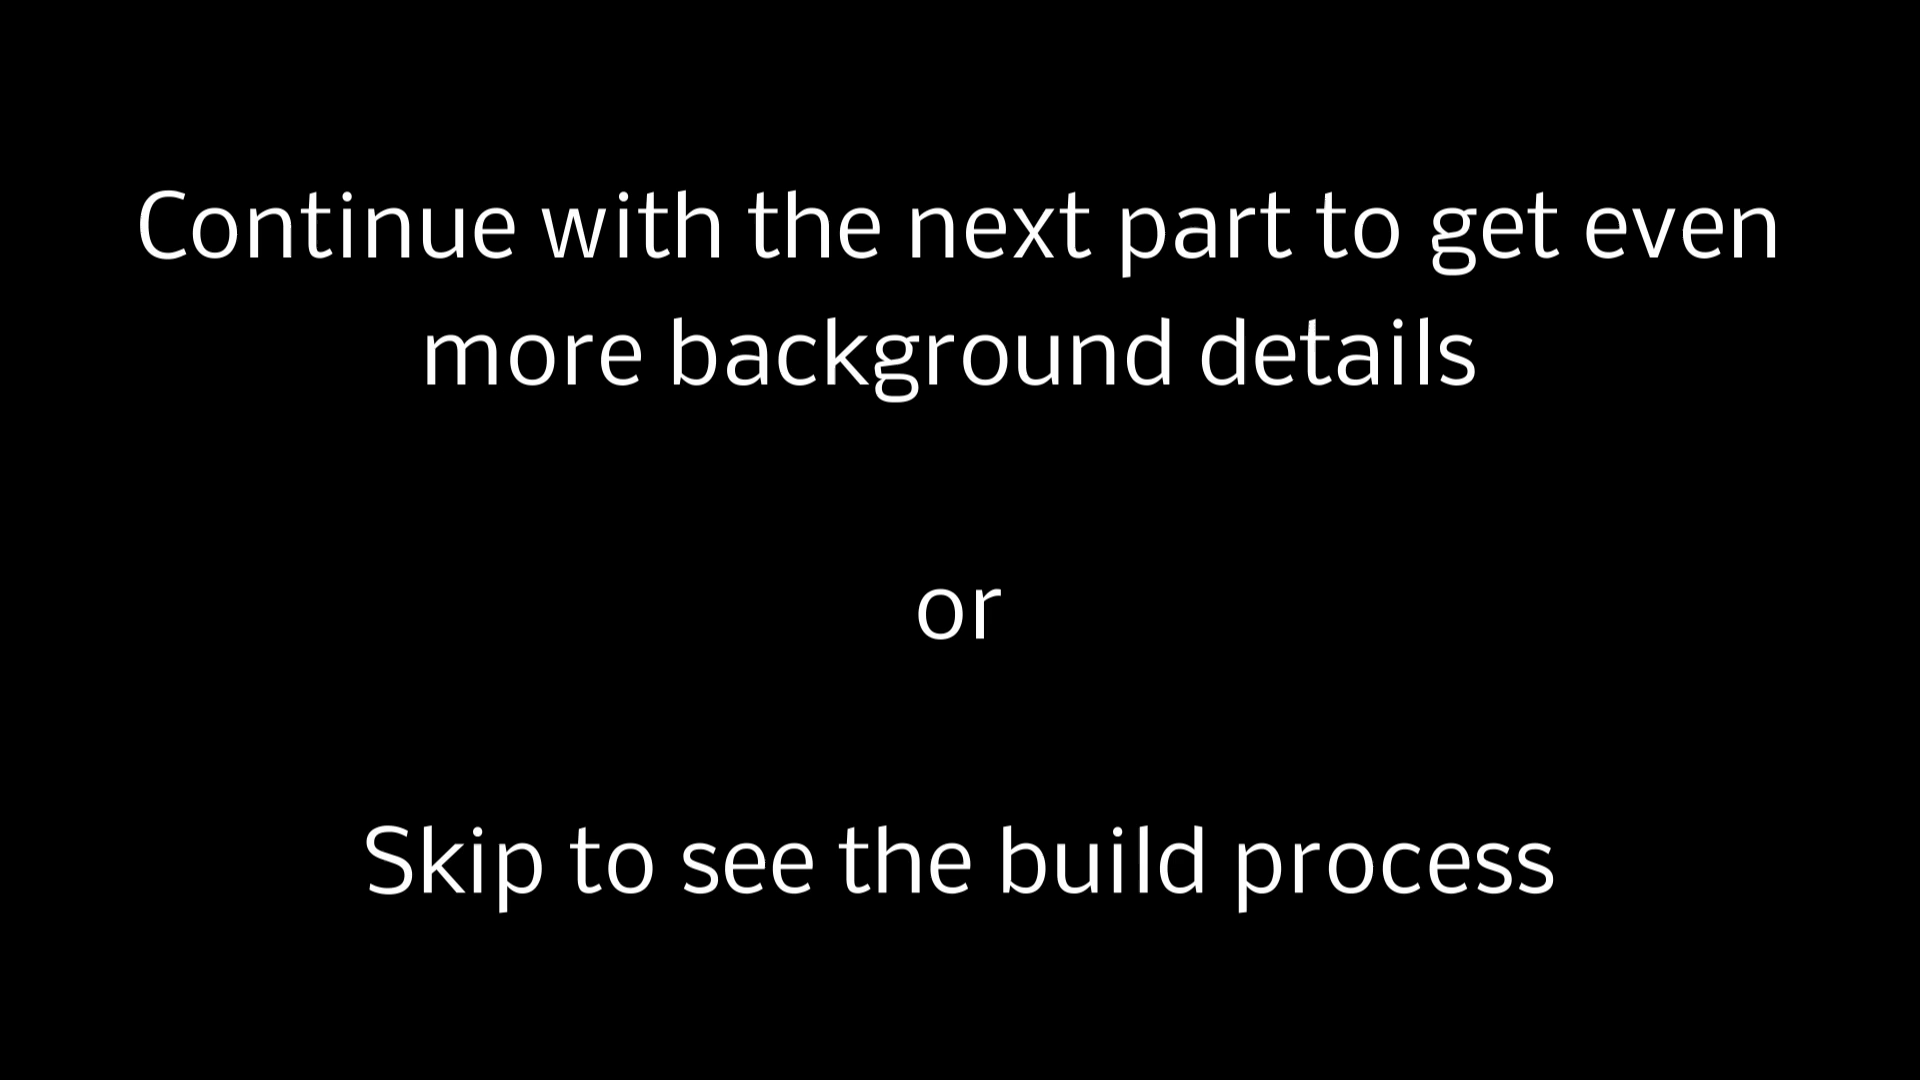 Continue with the next part to get even
more background details
or
Skip to see the build process